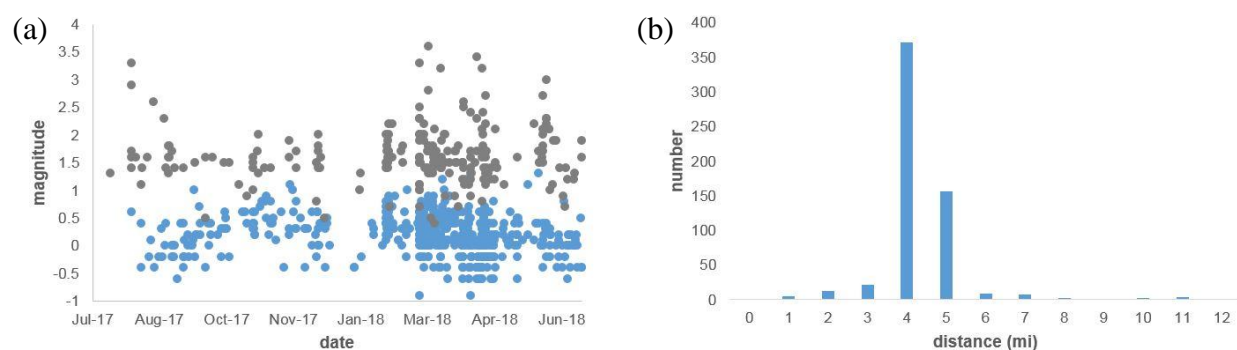 (a)
magnitude
4
3.5
3
2.5
2
1.5
1
0.5
0
-0.5
-1
Jul-17 Aug-17 Oct-17 Nov-17 Jan-18 Mar-18 Apr-18 Jun-18
date
(b)
number
400
350
300
250
200
150
100
50
0
0 1 2 3 4 5 6 7 8 9 10 11 12
distance (mi)